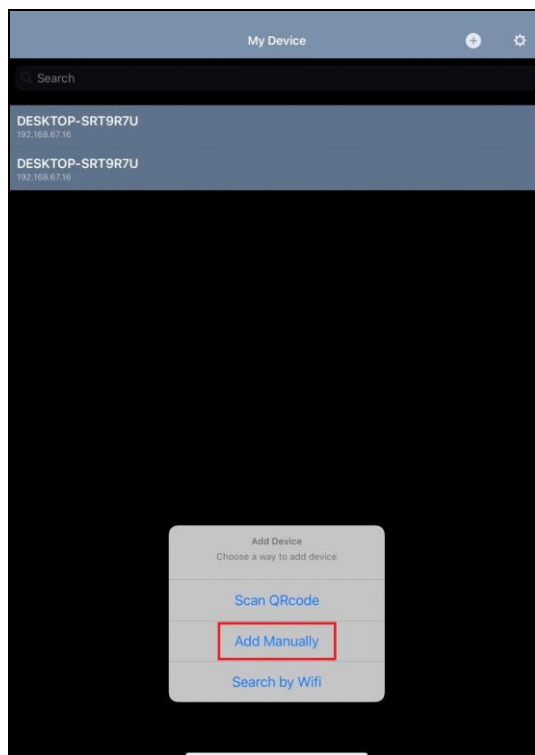 My Device
Search
DESKTOP-SRT9R7U
192.168.67.16
DESKTOP-SRT9R7U
192.168.67.16
Add Device
Choose a way to add device
Scan QRcode
Add Manually
Search by Wifi